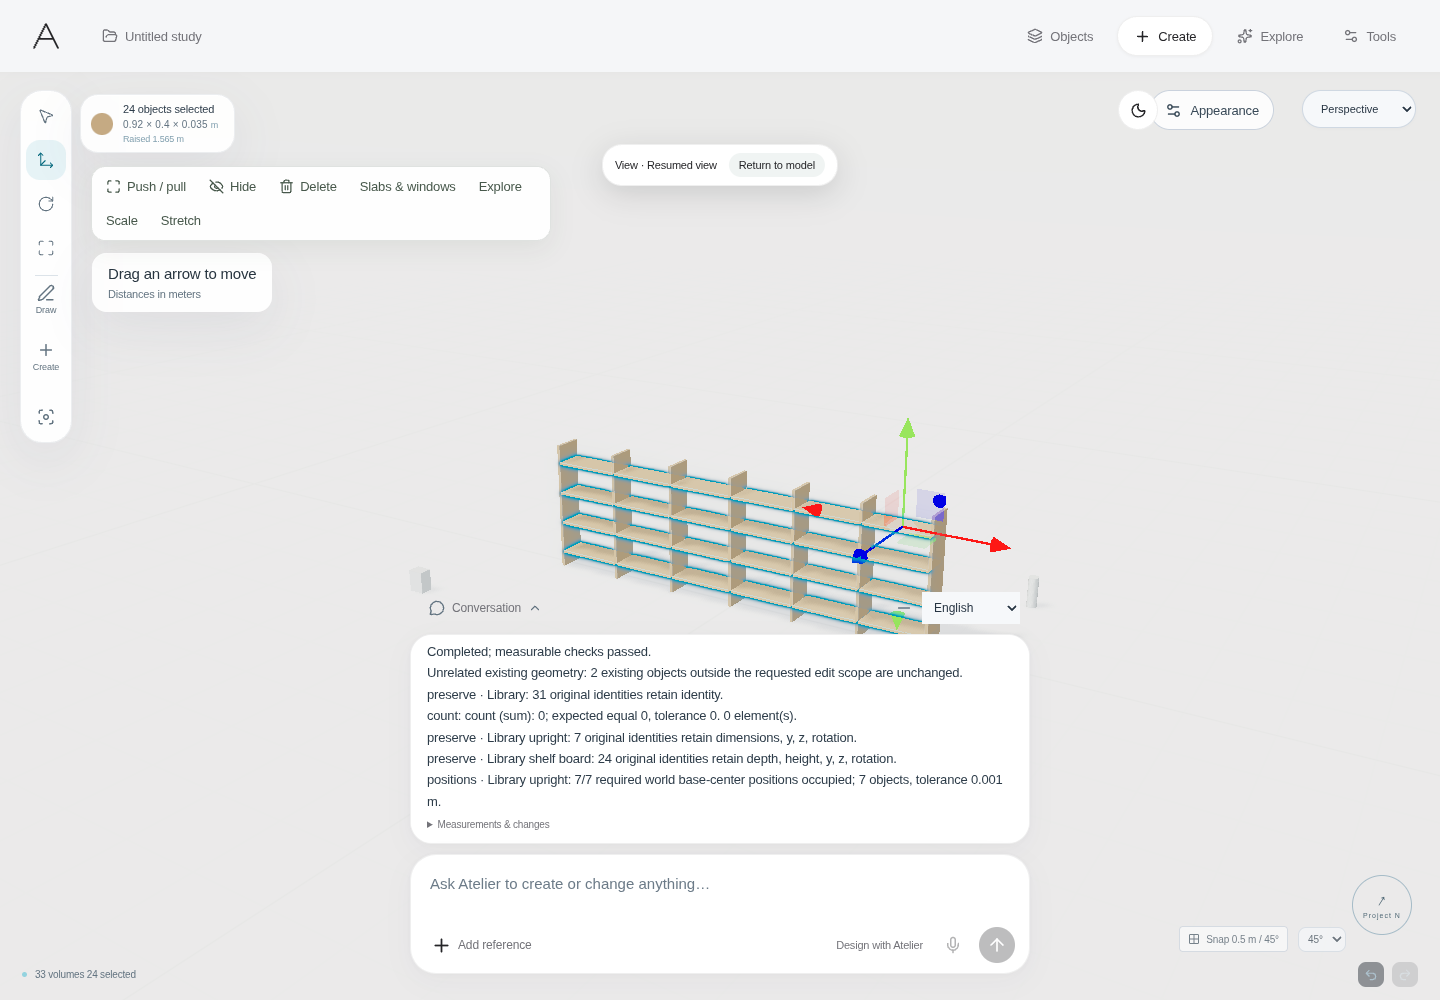 Untitled study
Objects
Create
Explore
Tools
24 objects selected
0.92 × 0.4 × 0.035 m
Raised 1.565 m
Appearance
Perspective
View · Resumed view
Return to model
Push / pull
Hide
Delete
Slabs & windows
Explore
Scale
Stretch
Drag an arrow to move
Distances in meters
Draw
Create
Conversation
English
Completed; measurable checks passed.
Unrelated existing geometry: 2 existing objects outside the requested edit scope are unchanged.
preserve · Library: 31 original identities retain identity.
count: count (sum): 0; expected equal 0, tolerance 0. 0 element(s).
preserve · Library upright: 7 original identities retain dimensions, y, z, rotation.
preserve · Library shelf board: 24 original identities retain depth, height, y, z, rotation.
positions · Library upright: 7/7 required world base-center positions occupied; 7 objects, tolerance 0.001
m.
Measurements & changes
Ask Atelier to create or change anything…
Add reference
Design with Atelier
Project N
Snap 0.5 m / 45°
45°
33 volumes 24 selected